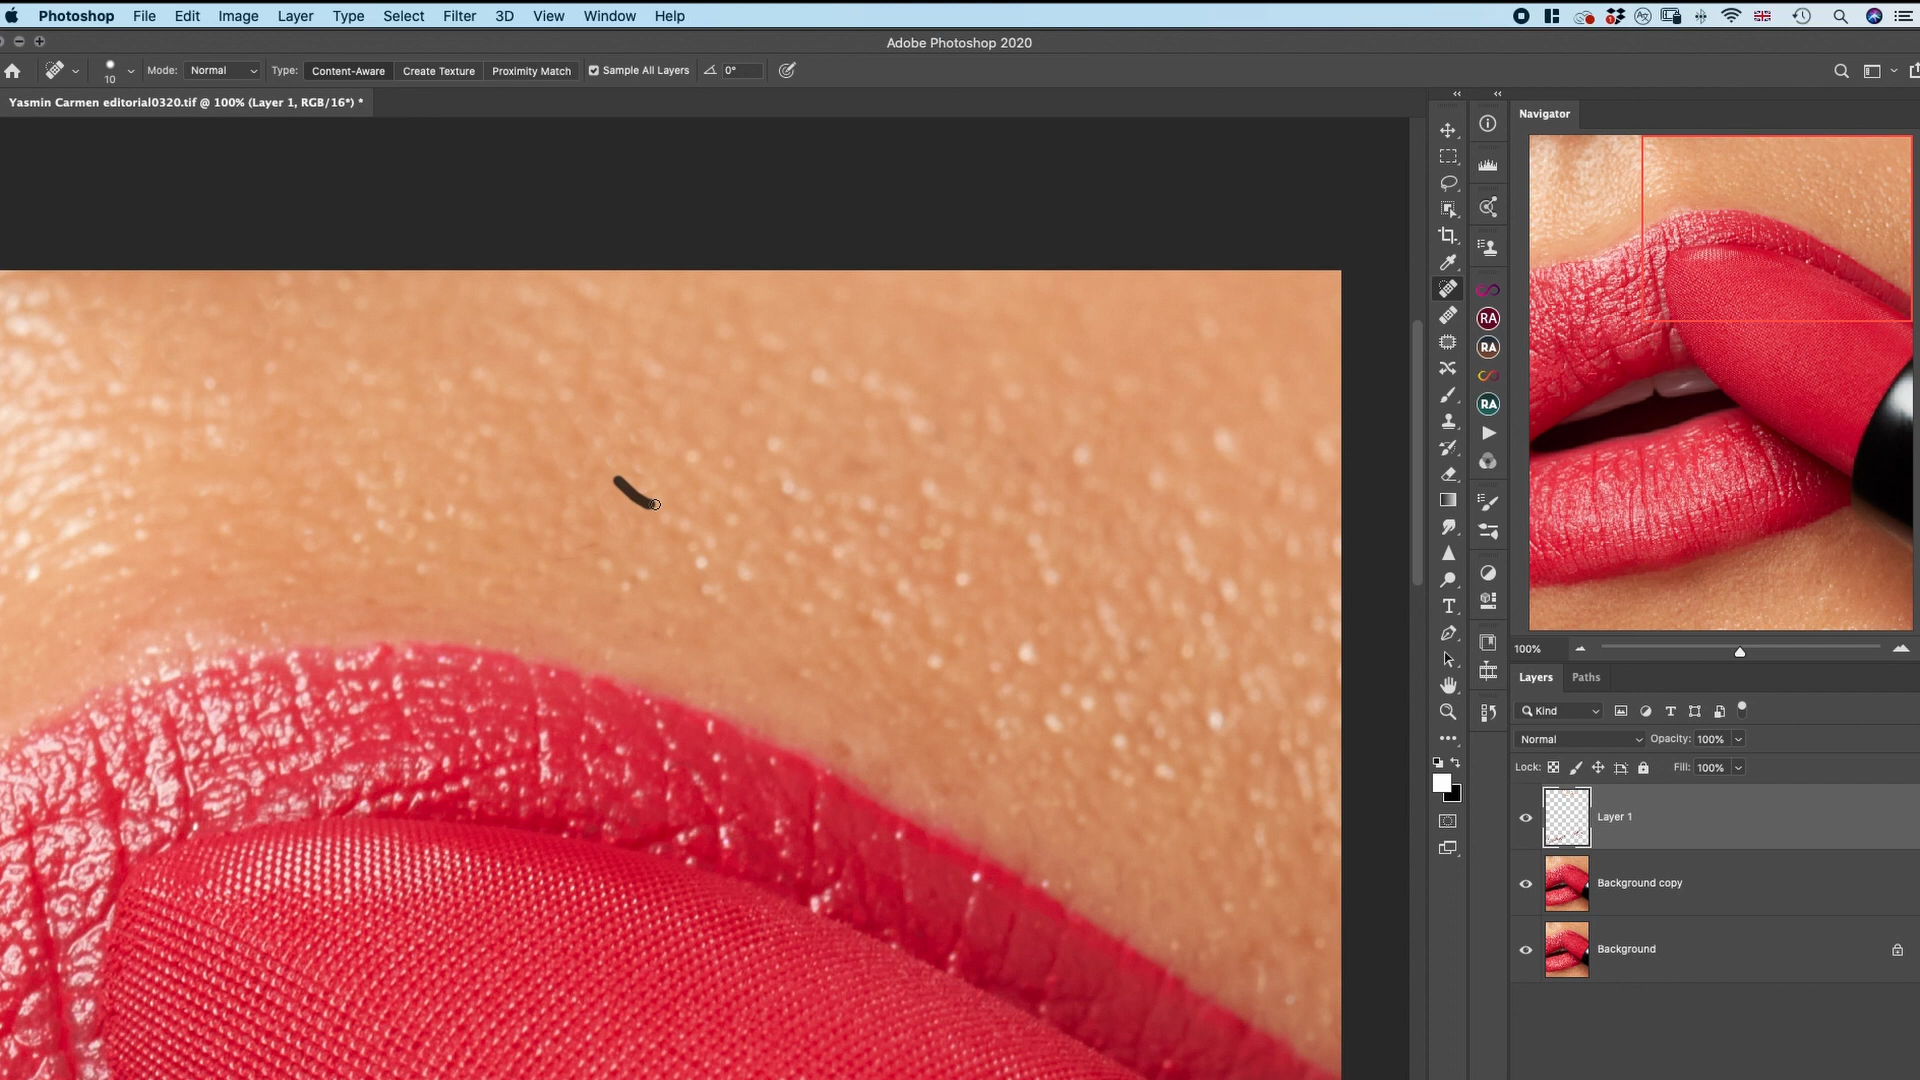 Photoshop File Edit Image Layer Type Select Filter 3D View Window Help
Adobe Photoshop 2020
10 Mode: Normal Type: Content-Aware Create Texture Proximity Match Sample All Layers 0°
Yasmin Carmen editorial0320.tif @ 100% (Layer 1, RGB/16*) *
Navigator
RA
RA
RA
100%
Layers Paths
Kind
Normal Opacity: 100%
Lock: Fill: 100%
Layer 1
Background copy
Background